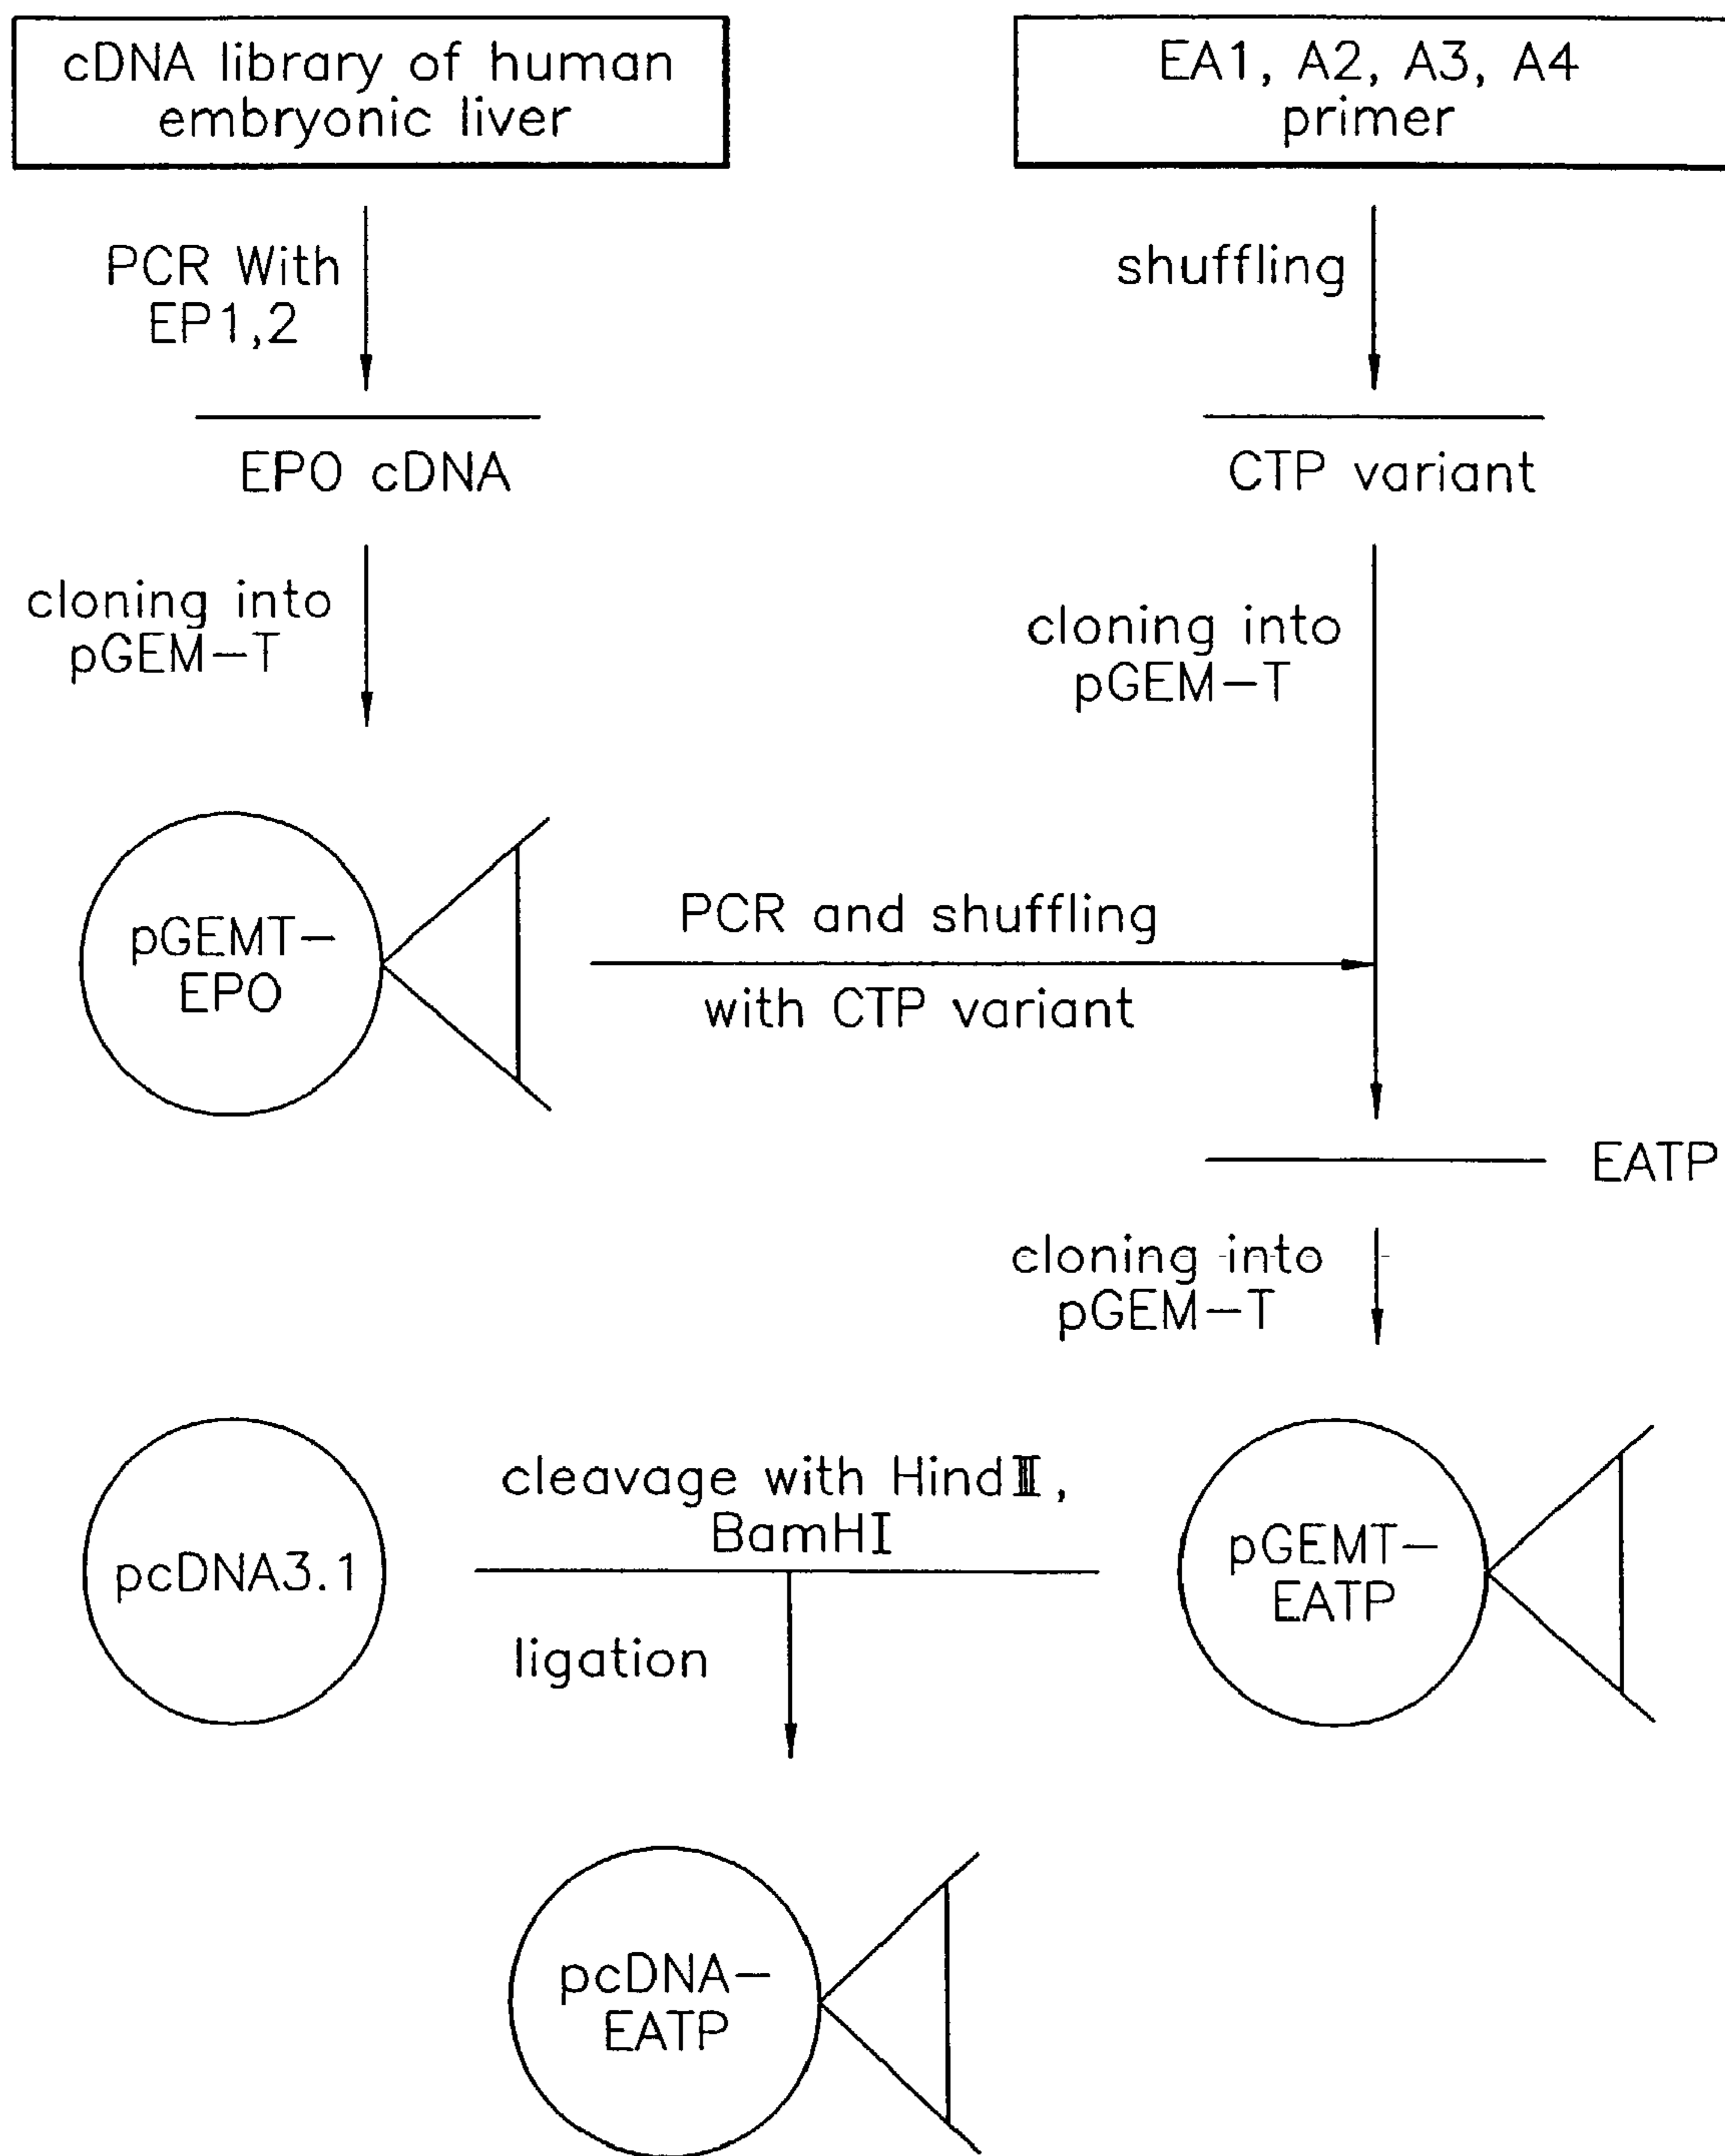 cDNA library of human
embryonic liver
EA1, A2, A3, A4
primer
PCR With
EP1,2
shuffling
EPO cDNA
CTP variant
cloning into
pGEM-T
cloning into
pGEM-T
pGEMT-
EPO
PCR and shuffling
with CTP variant
EATP
cloning into
pGEM-T
pcDNA3.1
cleavage with HindⅢ,
BamHI
ligation
pGEMT-
EATP
pcDNA-
EATP